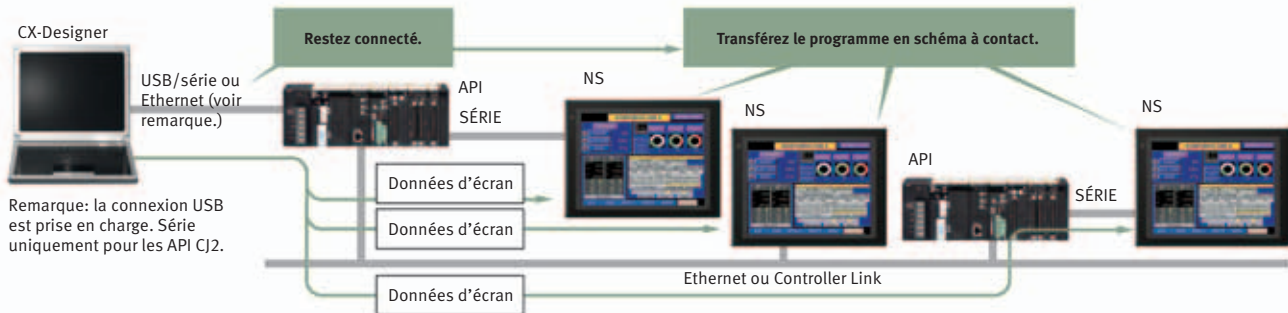 CX-Designer
Restez connecté.
Transférez le programme en schéma à contact.
USB/série ou
Ethernet (voir
remarque.)
API
SÉRIE
NS
NS
NS
API
SÉRIE
Données d'écran
Données d'écran
Remarque: la connexion USB
est prise en charge. Série
uniquement pour les API CJ2.
Ethernet ou Controller Link
Données d'écran